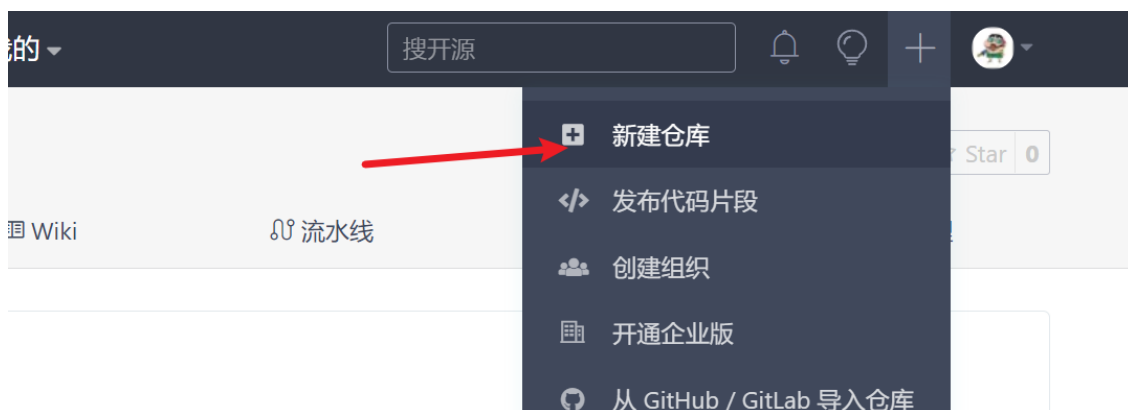 的
搜开源
新建仓库
Star 0
发布代码片段
Wiki
流水线
创建组织
开通企业版
从 GitHub / GitLab 导入仓库